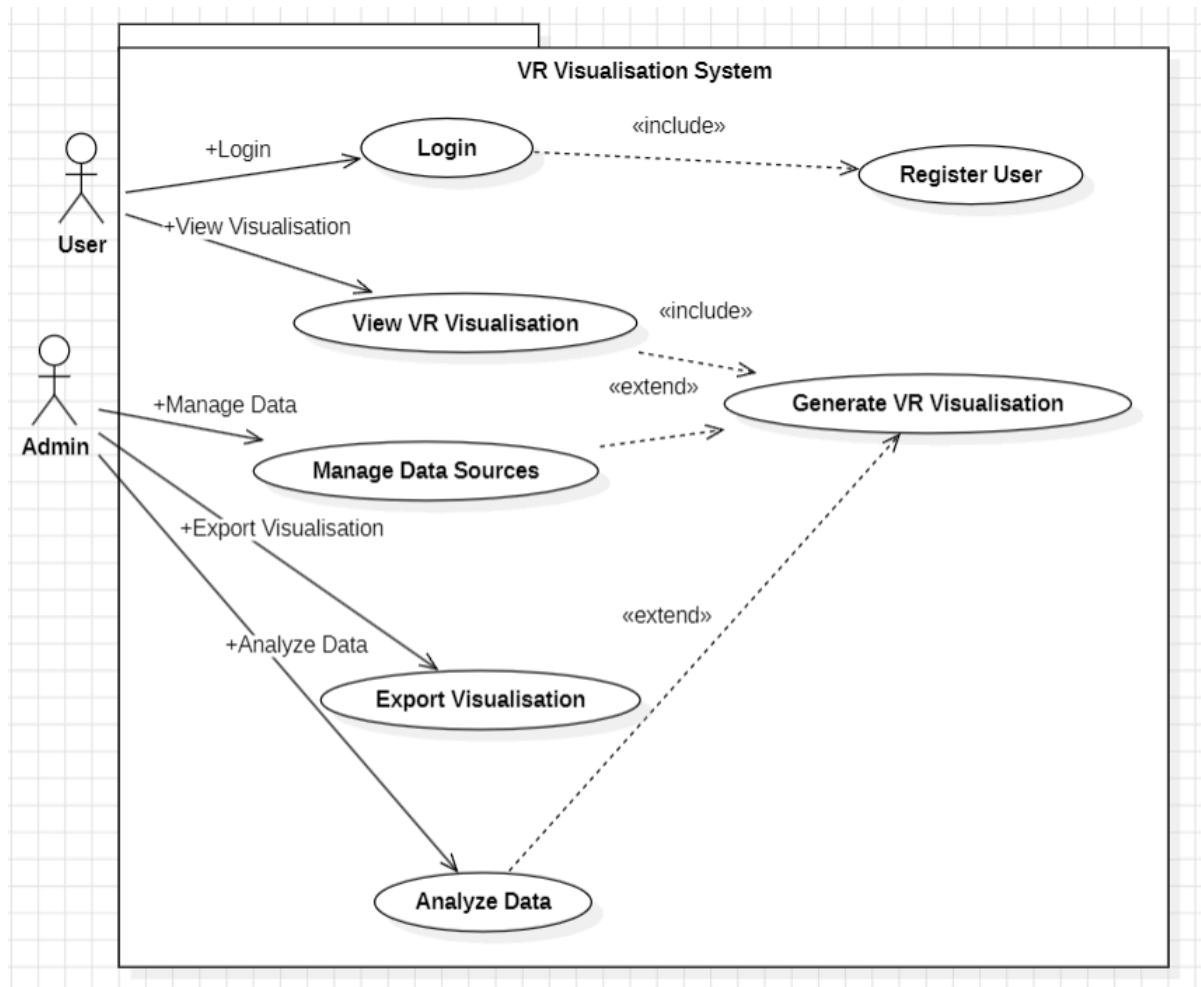 VR Visualisation System
+Login
Login
«include»
Register User
User
+View Visualisation
View VR Visualisation
«include»
«extend»
Generate VR Visualisation
Admin
+Manage Data
Manage Data Sources
+Export Visualisation
«extend»
+Analyze Data
Export Visualisation
Analyze Data